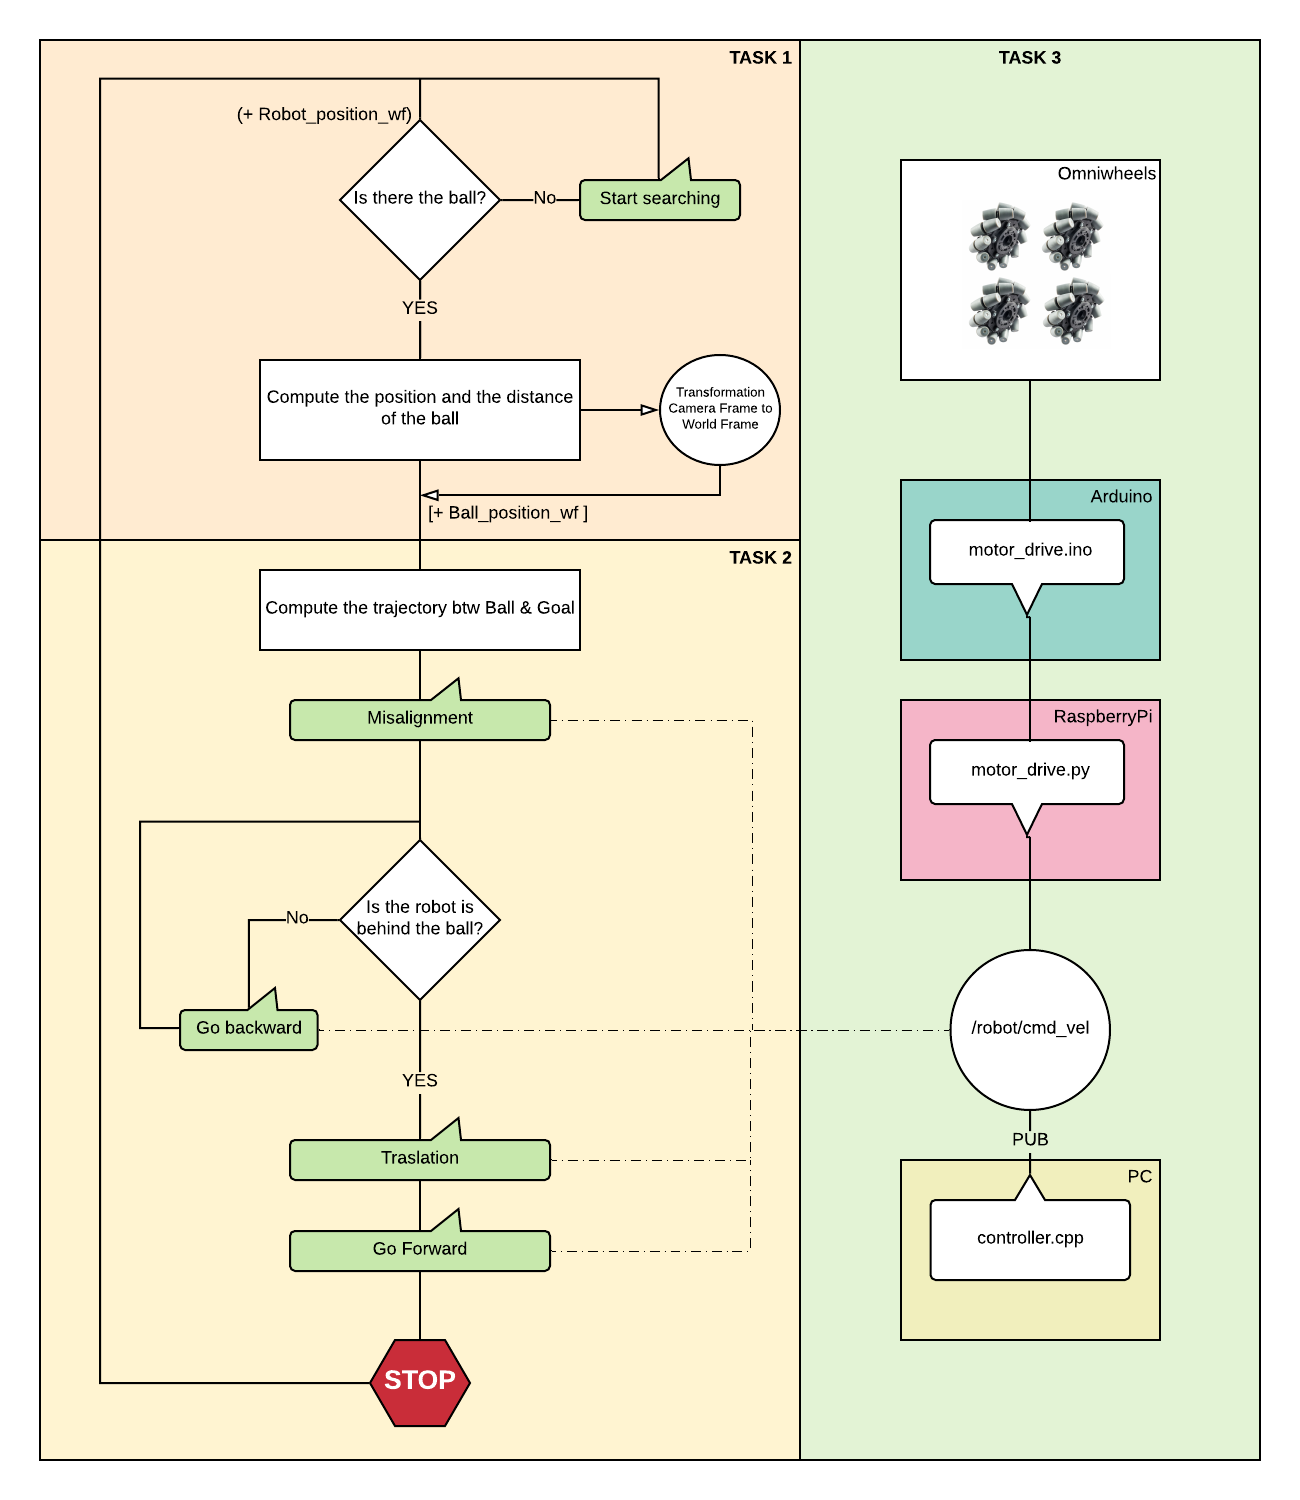 TASK 1
(+ Robot_position_wf)
Is there the ball?
No
Start searching
YES
Compute the position and the distance
of the ball
Transformation
Camera Frame to
World Frame
[+ Ball_position_wf ]
TASK 2
Compute the trajectory btw Ball & Goal
Misalignment
Is the robot is
behind the ball?
No
Go backward
YES
Traslation
Go Forward
STOP
TASK 3
Omniwheels
Arduino
motor_drive.ino
RaspberryPi
motor_drive.py
/robot/cmd_vel
PUB
PC
controller.cpp